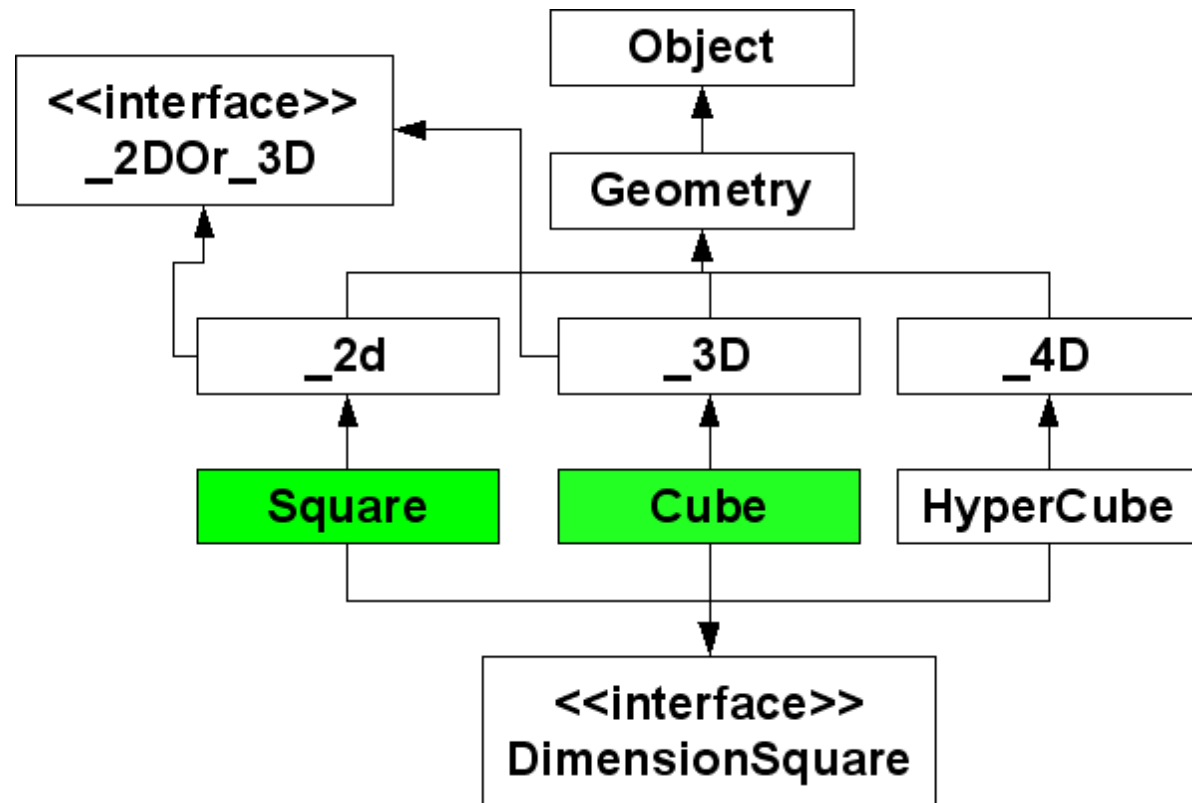 Object
<<interface>>
_2DOr_3D
Geometry
_2d
_3D
_4D
Square
Cube
HyperCube
<<interface>>
DimensionSquare